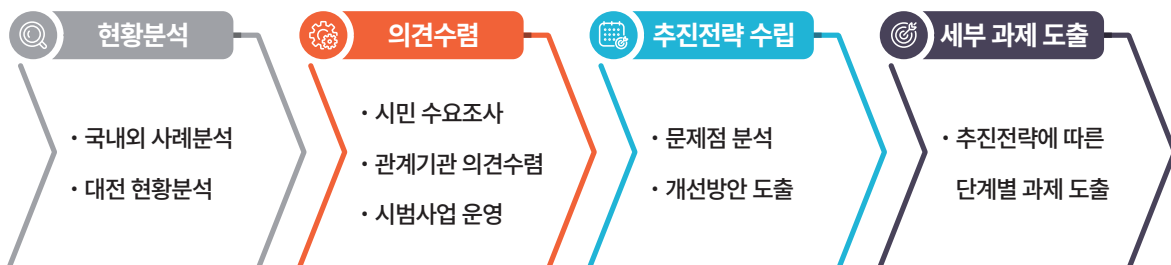 현황분석
· 국내외 사례분석
· 대전 현황분석
의견수렴
· 시민 수요조사
· 관계기관 의견수렴
· 시범사업 운영
추진전략 수립
· 문제점 분석
· 개선방안 도출
세부 과제 도출
· 추진전략에 따른
단계별 과제 도출